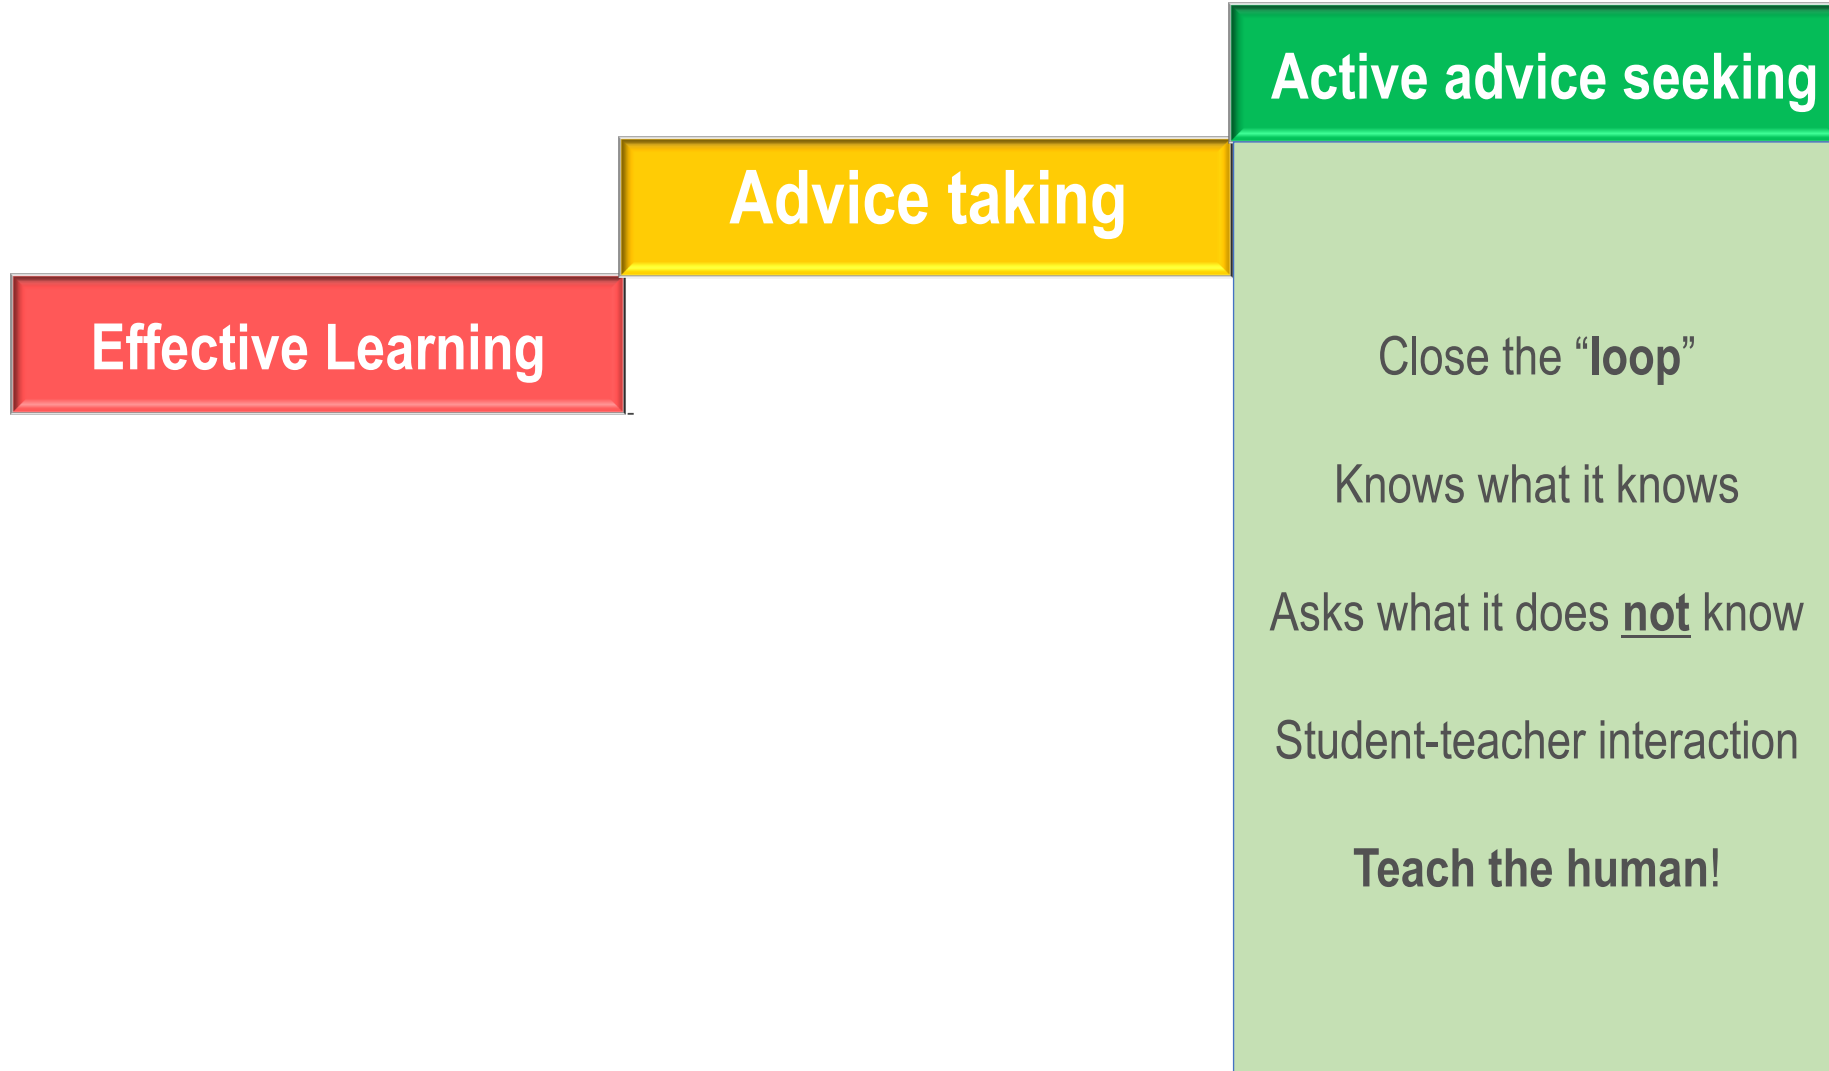 Active advice seeking
Advice taking
Effective Learning
Close the “loop”
Knows what it knows
Asks what it does not know
Student-teacher interaction
Teach the human!